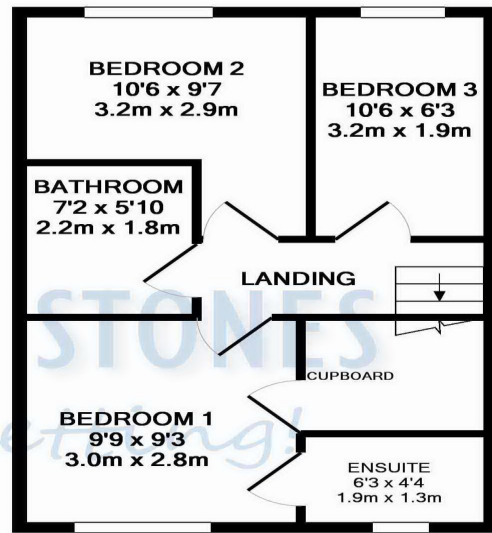 BEDROOM 2
10'6 x 9'7
3.2m x 2.9m
BEDROOM 3
10'6 x 6'3
3.2m x 1.9m
BATHROOM
7'2 x 5'10
2.2m x 1.8m
LANDING
STONES
CUPBOARD
BEDROOM 1
9'9 x 9'3
3.0m x 2.8m
ENSUITE
6'3 x 4'4
1.9m x 1.3m